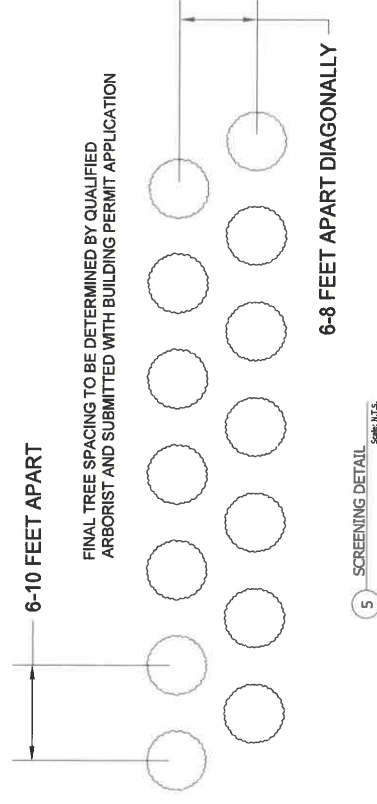 6-10 FEET APART
FINAL TREE SPACING TO BE DETERMINED BY QUALIFIED
ARBORIST AND SUBMITTED WITH BUILDING PERMIT APPLICATION
6-8 FEET APART DIAGONALLY
5 SCREENING DETAIL
Scale: N.T.S.